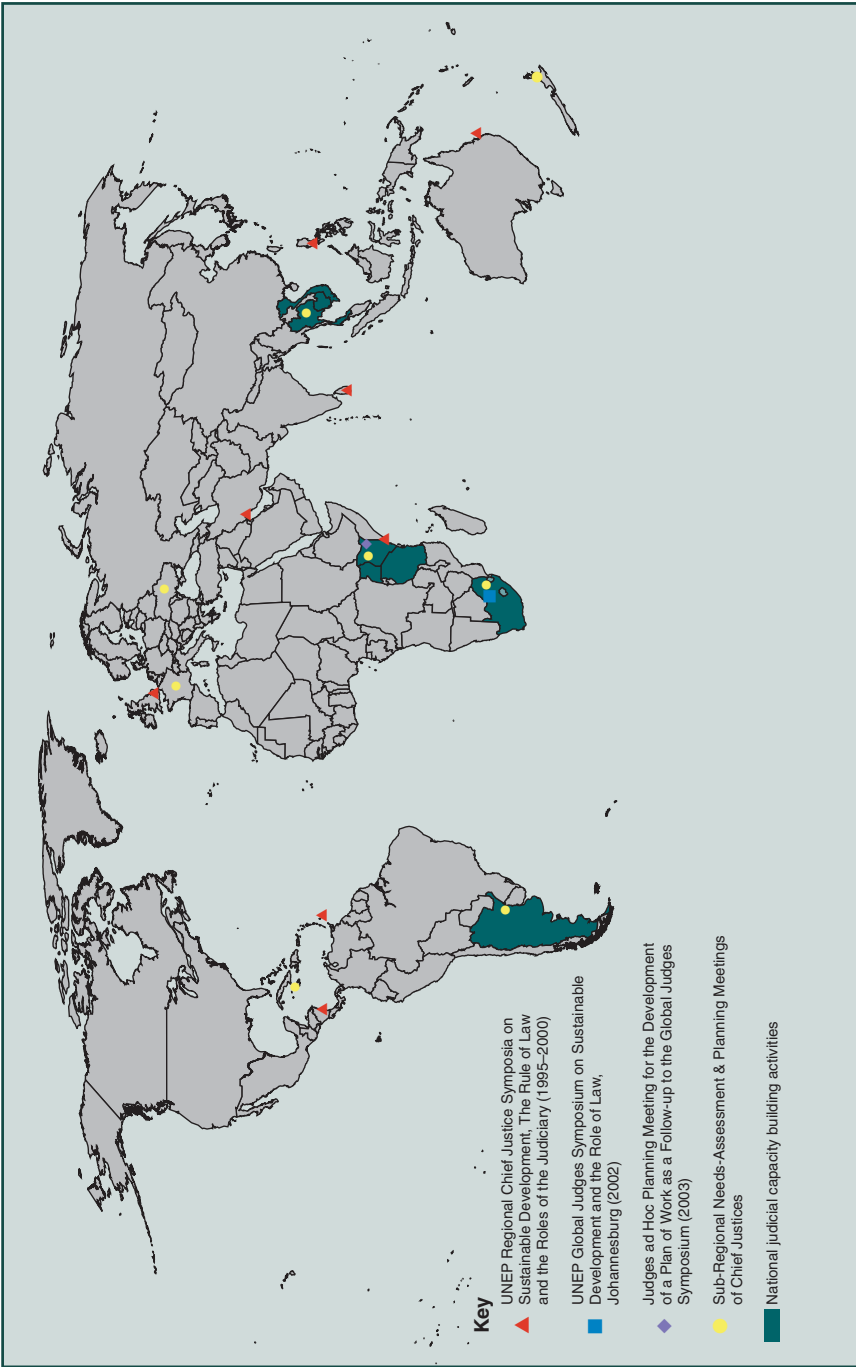 Key
UNEP Regional Chief Justice Symposia on
Sustainable Development, The Rule of Law
and the Roles of the Judiciary (1995–2000)
UNEP Global Judges Symposium on Sustainable
Development and the Role of Law,
Johannesburg (2002)
Judges ad Hoc Planning Meeting for the Development
of a Plan of Work as a Follow-up to the Global Judges
Symposium (2003)
Sub-Regional Needs-Assessment & Planning Meetings
of Chief Justices
National judicial capacity building activities